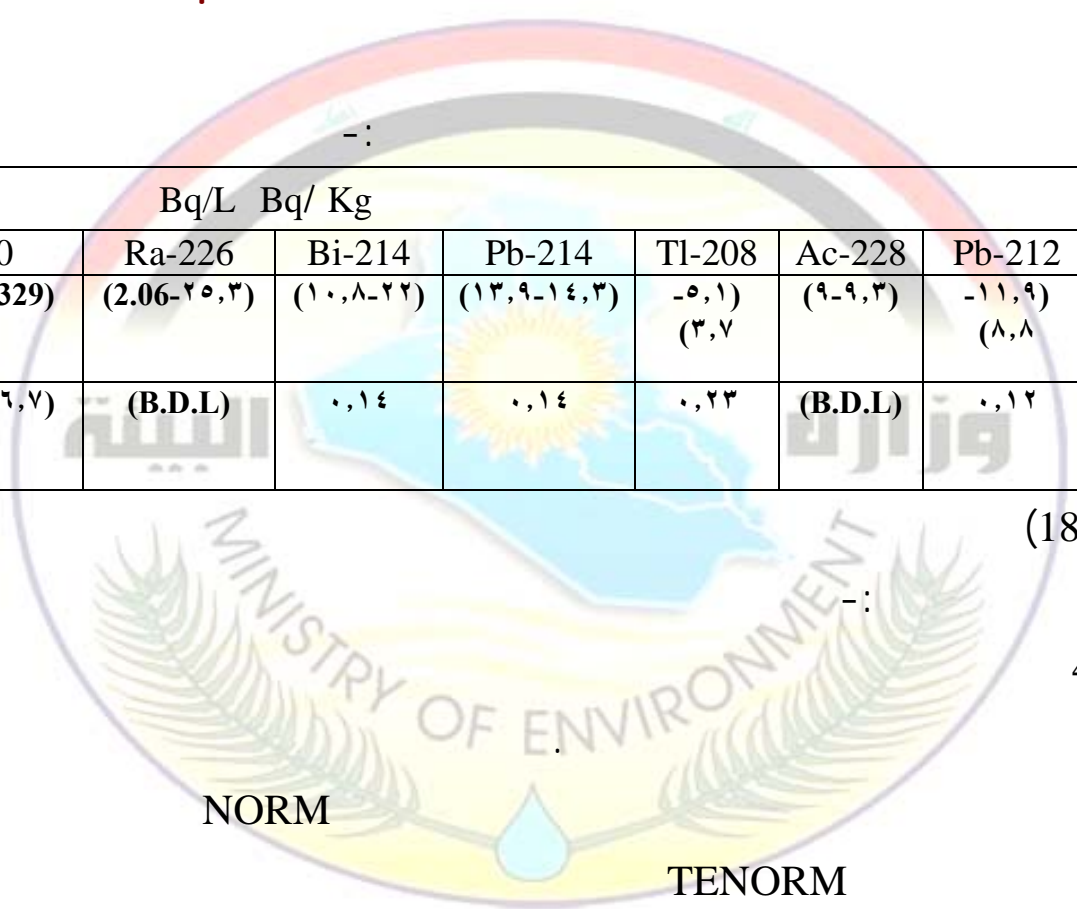 -:
Bq/L Bq/ Kg
0 Ra-226 Bi-214 Pb-214 Tl-208 Ac-228 Pb-212
329) (2.06-٢٥,٣) (١٠,٨-٢٢) (١٣,٩-١٤,٣) -٥,١) (٩-٩,٣) -١١,٩)
(٣,٧ (٨,٨
٦,٧) (B.D.L) ٠,١٤ ٠,١٤ ٠,٢٣ (B.D.L) ٠,١٢
وزارة البيئة
(18
-:
MINISTRY OF ENVIRONMENT
NORM
TENORM